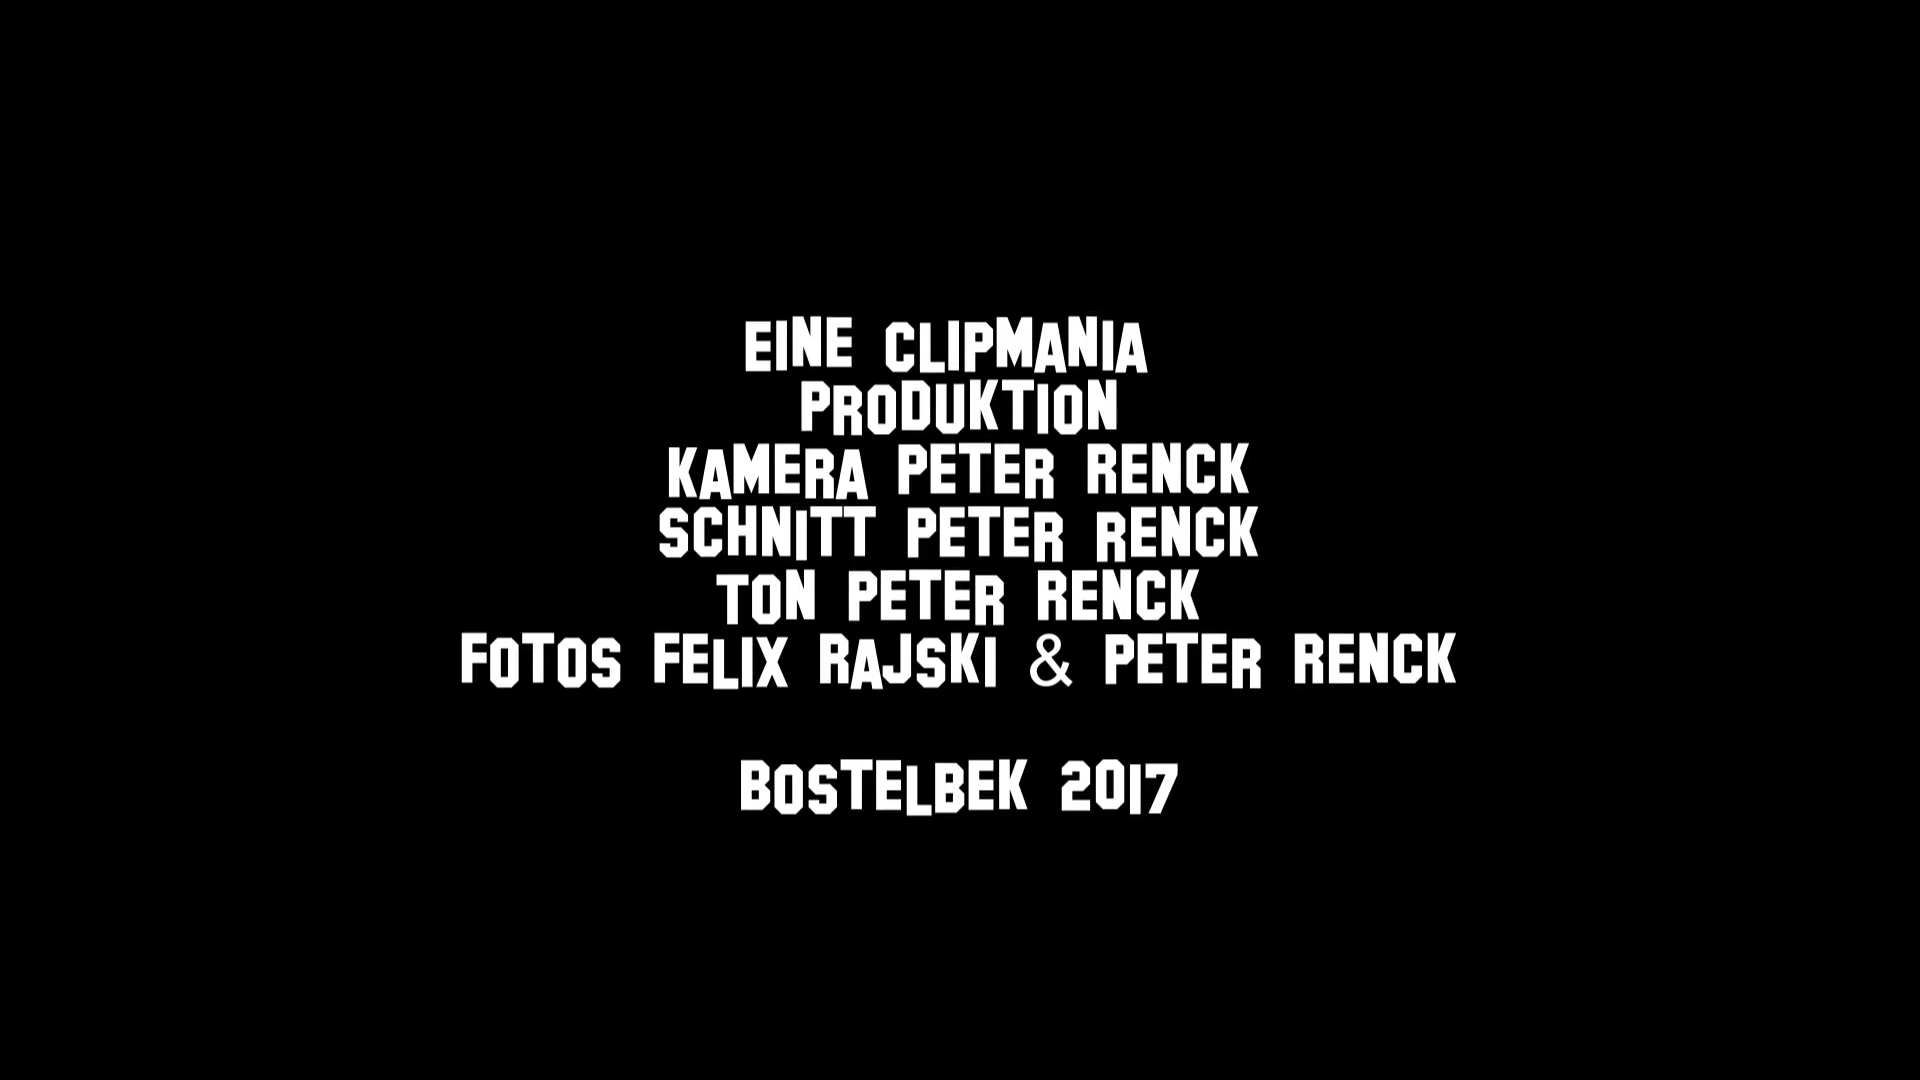 EINE CLIPMANIA
PRODUKTION
KAMERA PETER RENCK
SCHNITT PETER RENCK
TON PETER RENCK
FOTOS FELIX RAJSKI & PETER RENCK
BOSTELBEK 2017